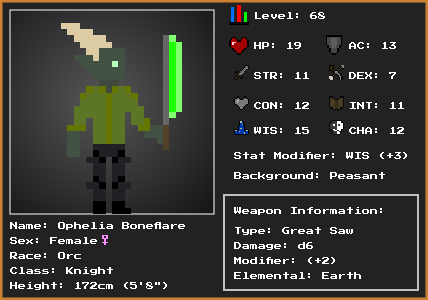 Level: 68
HP: 19
AC: 13
STR: 11
DEX: 7
CON: 12
INT: 11
WIS: 15
CHA: 12
Stat Modifier: WIS (+3)
Background: Peasant
Name: Ophelia Boneflare
Sex: Female♀
Race: Orc
Class: Knight
Height: 172cm (5'8")
Weapon Information:
Type: Great Saw
Damage: d6
Modifier: (+2)
Elemental: Earth